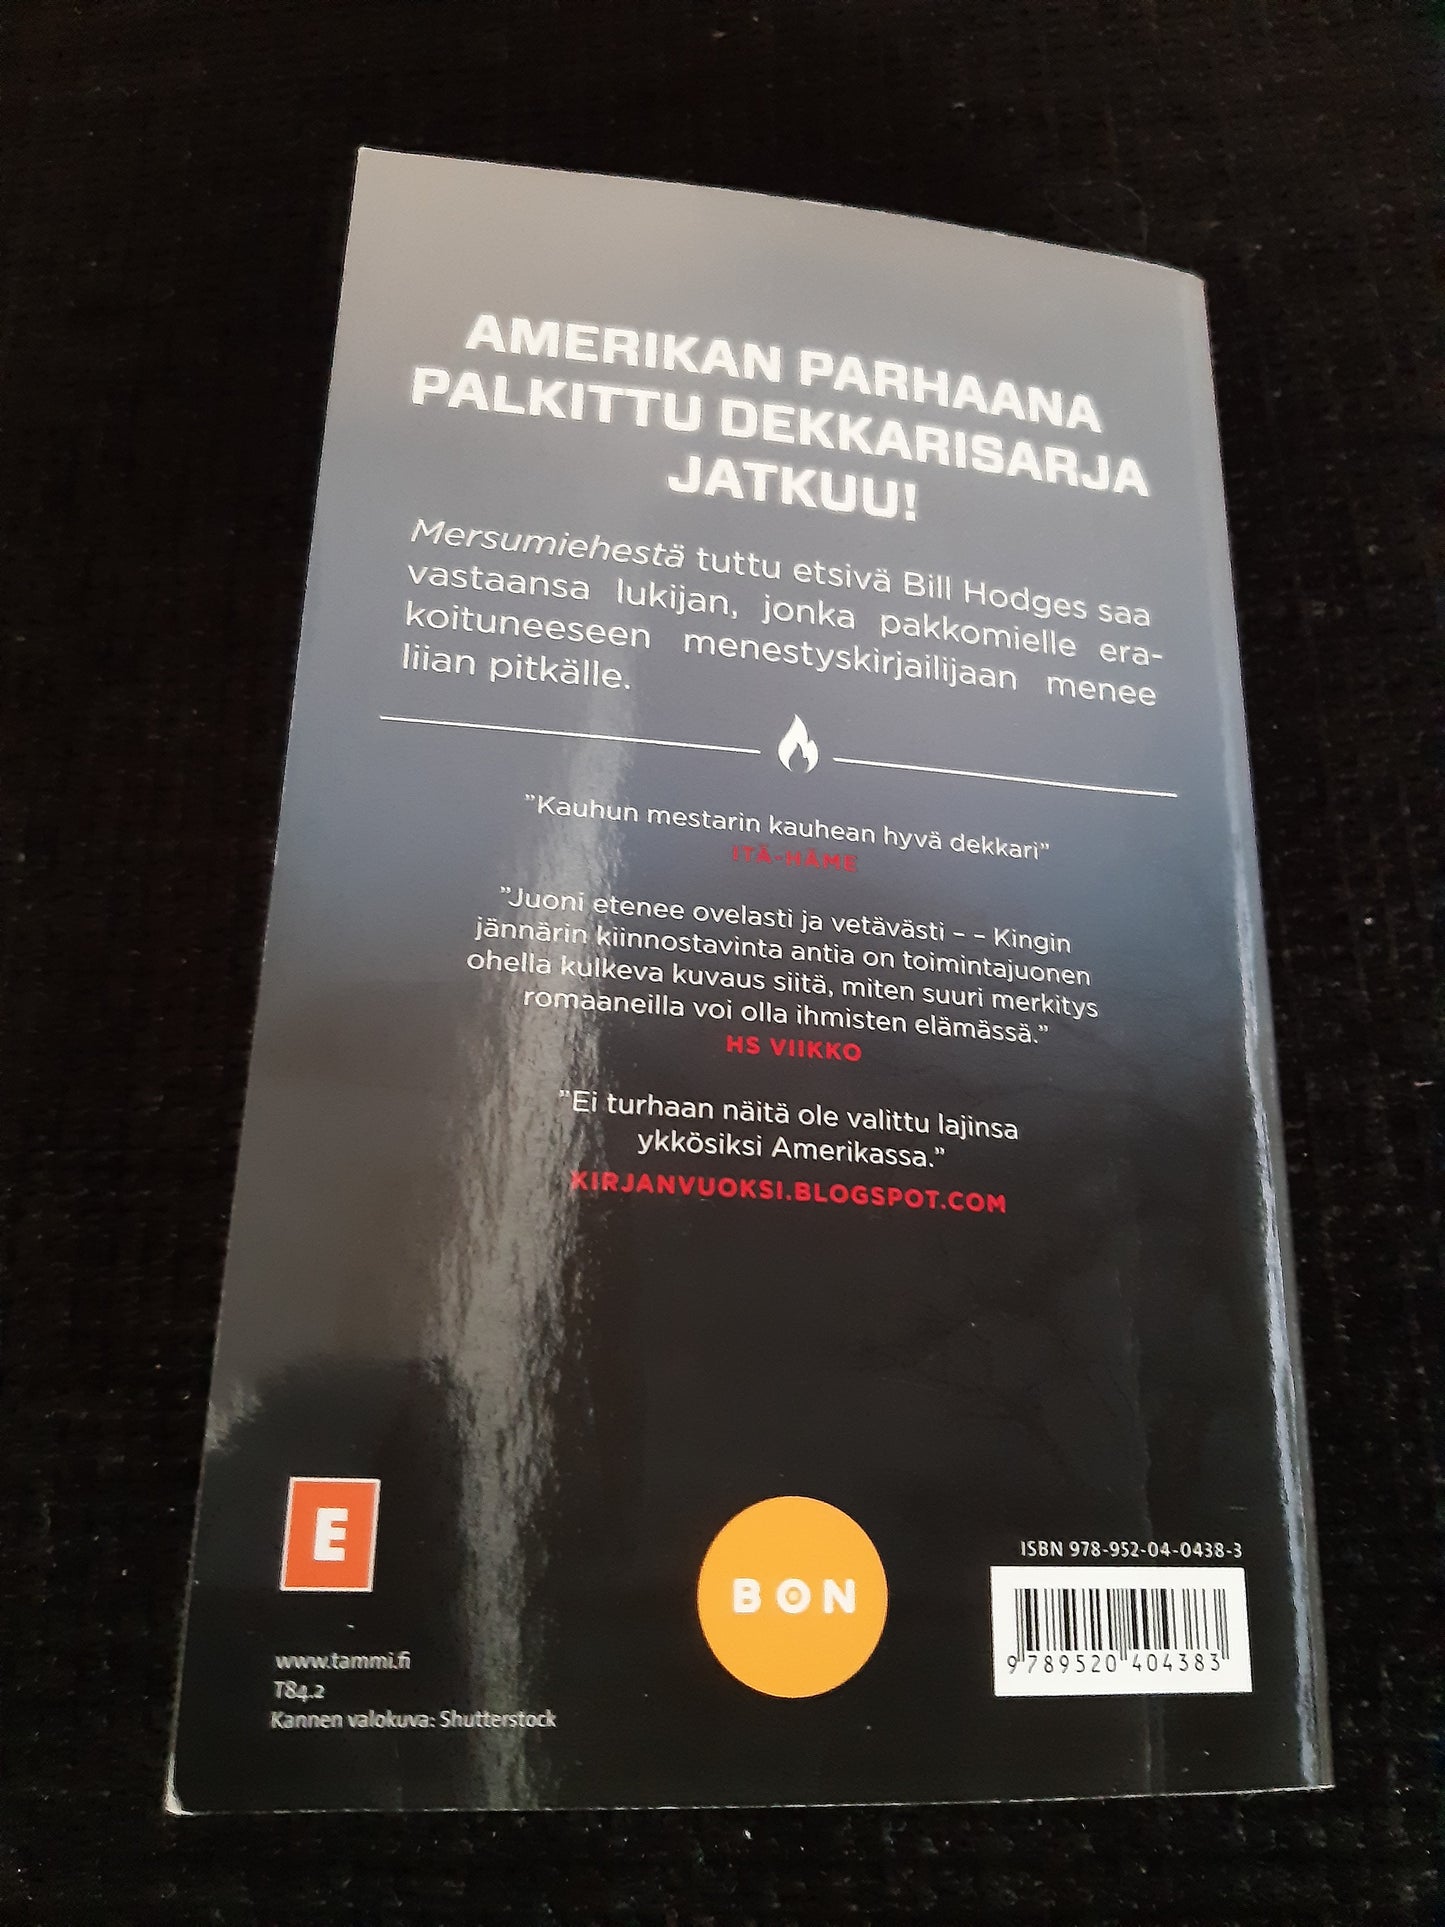 AMERIKAN PARHAANA
PALKITTU DEKKARISARJA
JATKUU!
Mersumiehestä tuttu etsivä Bill Hodges saa
vastaansa lukijan, jonka pakkomielle era-
koituneeseen menestyskirjailijaan menee
liian pitkälle.
”Kauhun mestarin kauhean hyvä dekkari”
ITÄ-HÄME
”Juoni etenee ovelasti ja vetävästi – – Kingin
jännärin kiinnostavinta antia on toimintajuonen
ohella kulkeva kuvaus siitä, miten suuri merkitys
romaaneilla voi olla ihmisten elämässä.”
HS VIIKKO
”Ei turhaan näitä ole valittu lajinsa
ykkösiksi Amerikassa.”
KIRJANVUOKSI.BLOGSPOT.COM
E
www.tammi.fi
T84.2
Kannen valokuva: Shutterstock
BON
ISBN 978-952-04-0438-3
9 789520 404383